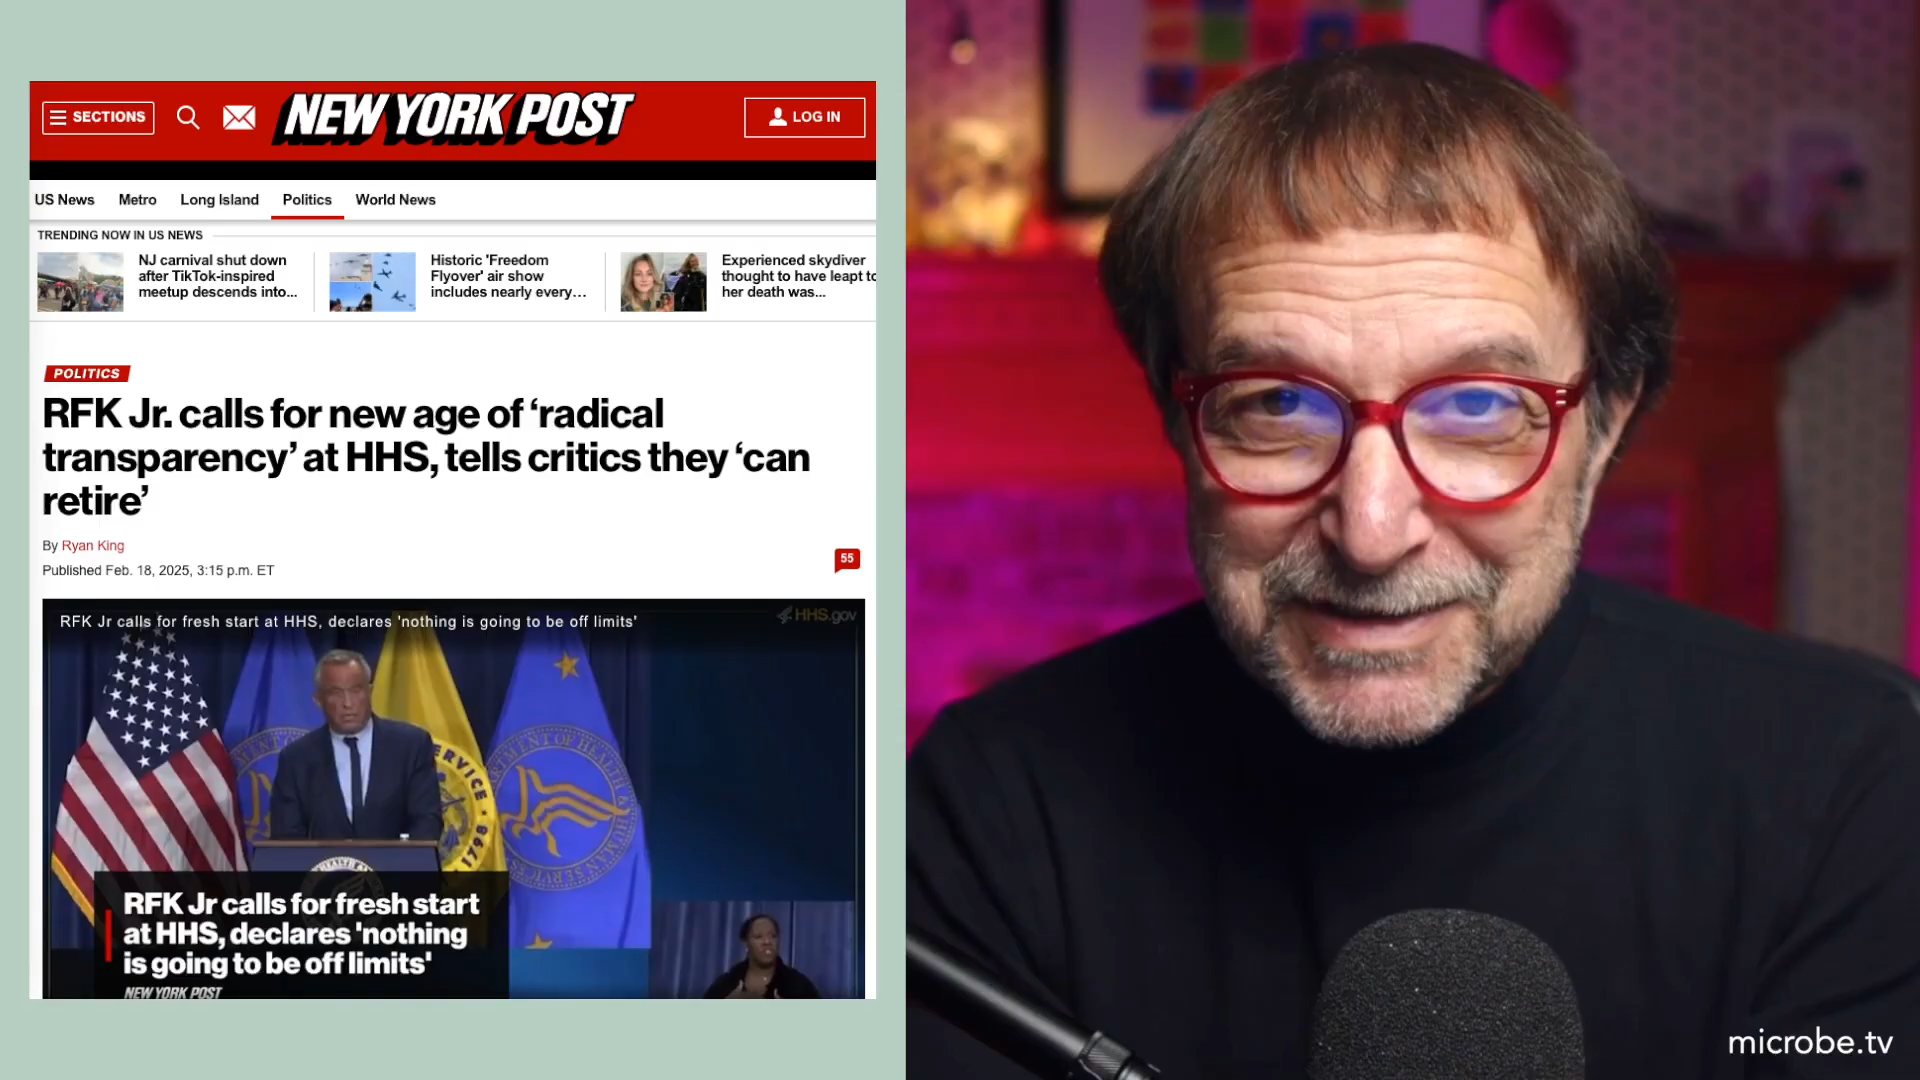 SECTIONS
NEW YORK POST
LOG IN
US News Metro Long Island Politics World News
TRENDING NOW IN US NEWS
NJ carnival shut down
after TikTok-inspired
meetup descends into...
Historic 'Freedom
Flyover' air show
includes nearly every...
Experienced skydiver
thought to have leapt to
her death was...
POLITICS
RFK Jr. calls for new age of ‘radical
transparency’ at HHS, tells critics they ‘can
retire’
By Ryan King
55
Published Feb. 18, 2025, 3:15 p.m. ET
RFK Jr calls for fresh start at HHS, declares 'nothing is going to be off limits'
HHS.gov
DEPARTMENT OF HEALTH & HUMAN SERVICES
1798
RFK Jr calls for fresh start
at HHS, declares 'nothing
is going to be off limits'
NEW YORK POST
microbe.tv